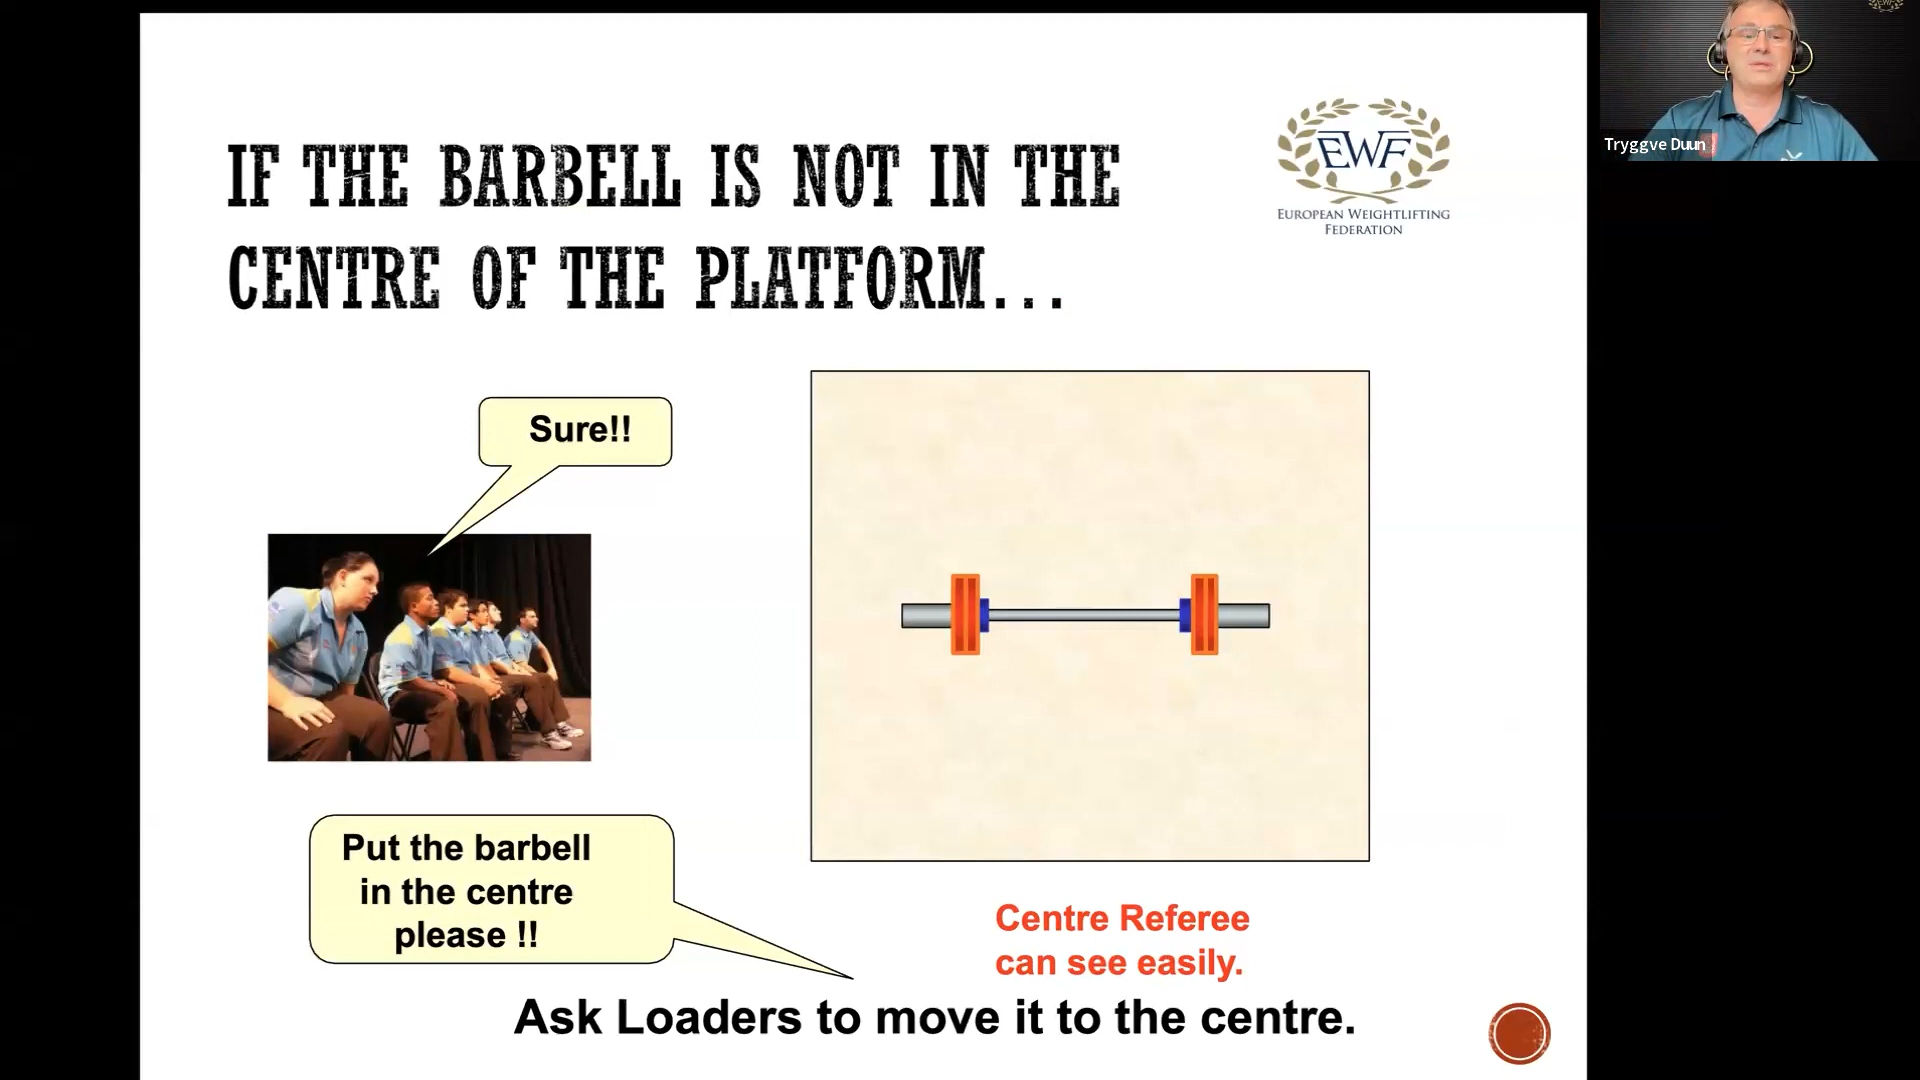 IF THE BARBELL IS NOT IN THE
CENTRE OF THE PLATFORM...
EWF
EUROPEAN WEIGHTLIFTING
FEDERATION
Tryggve Duun
Sure!!
Put the barbell
in the centre
please !!
Centre Referee
can see easily.
Ask Loaders to move it to the centre.